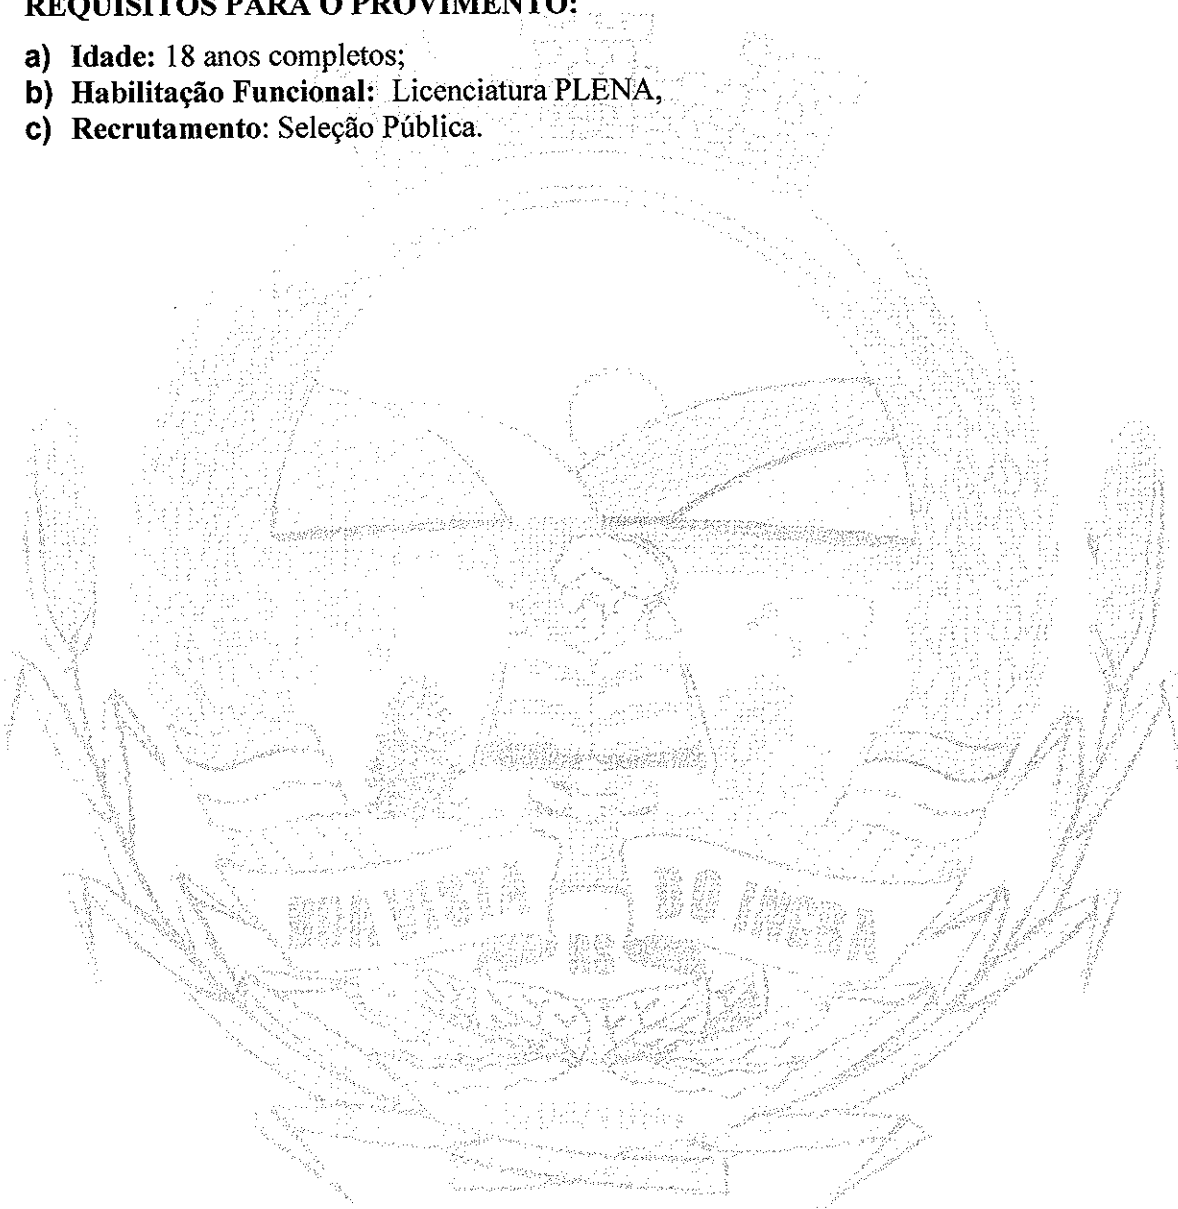 REQUISITOS PARA O PROVIMENTO:
a) Idade: 18 anos completos;
b) Habilitação Funcional: Licenciatura PLENA,
c) Recrutamento: Seleção Pública.
BOA VISTA DO INCRA